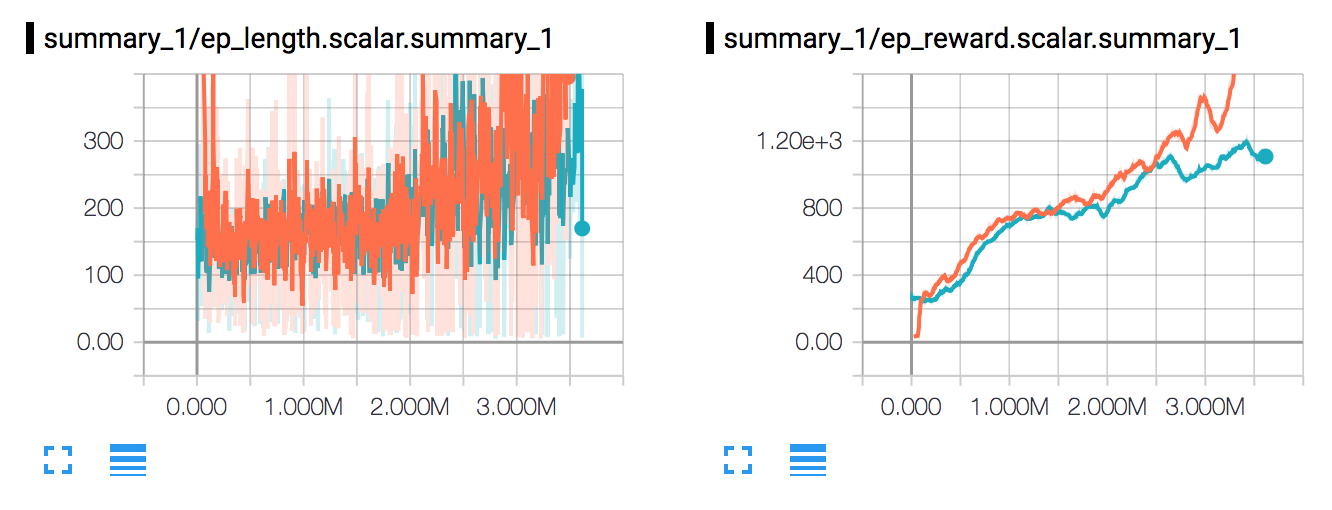 summary_1/ep_length.scalar.summary_1
300
200
100
0.00
0.000 1.000M 2.000M 3.000M
summary_1/ep_reward.scalar.summary_1
1.20e+3
800
400
0.00
0.000 1.000M 2.000M 3.000M